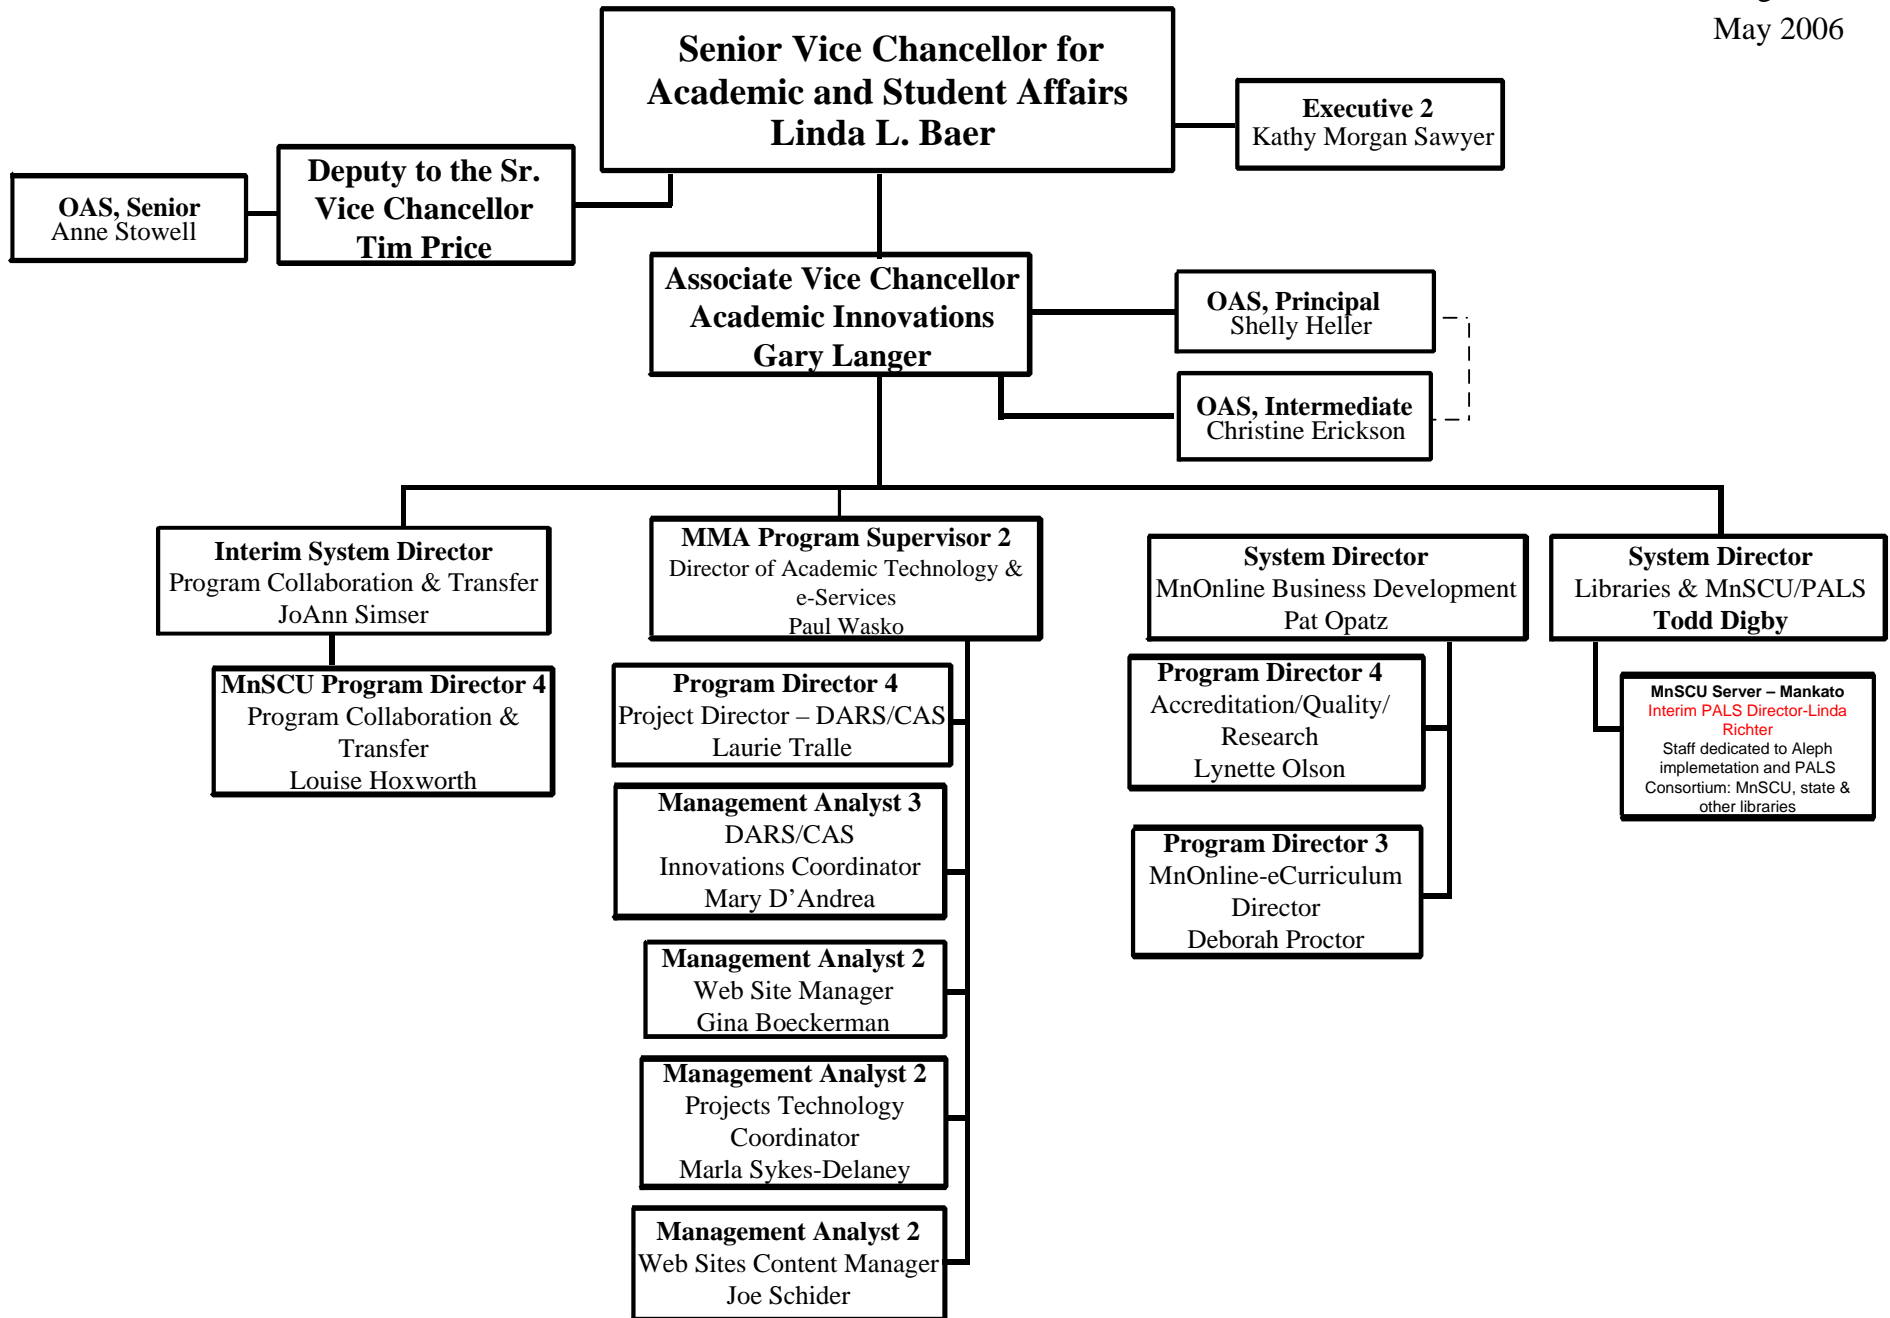 May 2006
Senior Vice Chancellor for
Academic and Student Affairs
Linda L. Baer
Executive 2
Kathy Morgan Sawyer
Deputy to the Sr.
Vice Chancellor
Tim Price
OAS, Senior
Anne Stowell
Associate Vice Chancellor
Academic Innovations
Gary Langer
OAS, Principal
Shelly Heller
OAS, Intermediate
Christine Erickson
Interim System Director
Program Collaboration & Transfer
JoAnn Simser
MnSCU Program Director 4
Program Collaboration &
Transfer
Louise Hoxworth
MMA Program Supervisor 2
Director of Academic Technology &
e-Services
Paul Wasko
Program Director 4
Project Director – DARS/CAS
Laurie Tralle
Management Analyst 3
DARS/CAS
Innovations Coordinator
Mary D’Andrea
Management Analyst 2
Web Site Manager
Gina Boeckerman
Management Analyst 2
Projects Technology
Coordinator
Marla Sykes-Delaney
Management Analyst 2
Web Sites Content Manager
Joe Schider
System Director
MnOnline Business Development
Pat Opatz
Program Director 4
Accreditation/Quality/
Research
Lynette Olson
Program Director 3
MnOnline-eCurriculum
Director
Deborah Proctor
System Director
Libraries & MnSCU/PALS
Todd Digby
MnSCU Server – Mankato
Interim PALS Director-Linda
Richter
Staff dedicated to Aleph
implemetation and PALS
Consortium: MnSCU, state &
other libraries